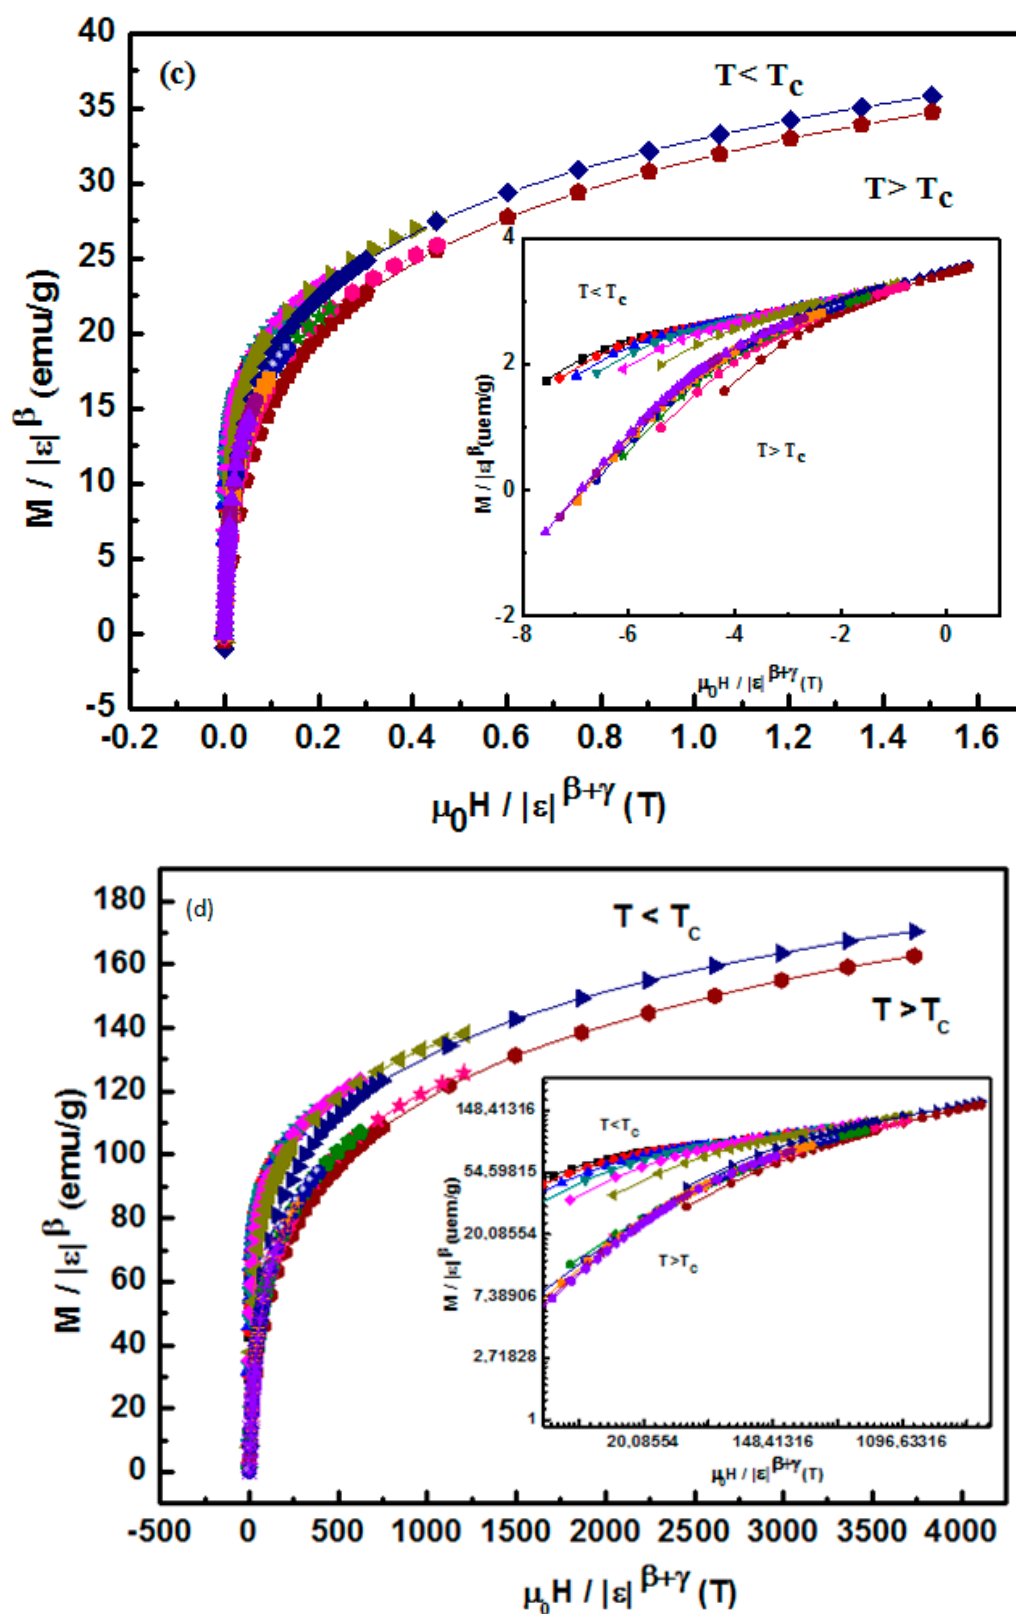 (c)
T < Tc
T > Tc
M / |ε|^β (emu/g)
40
35
30
25
20
15
10
5
0
-5
-0.2 0.0 0.2 0.4 0.6 0.8 1.0 1.2 1.4 1.6
μ0H / |ε|^β+γ (T)
T < Tc
T > Tc
M / |ε|^β (uem/g)
4
2
0
-2
-8 -6 -4 -2 0
μ0H / |ε|^β+γ (T)
(d)
T < Tc
T > Tc
M / |ε|^β (emu/g)
180
160
140
120
100
80
60
40
20
0
-500 0 500 1000 1500 2000 2500 3000 3500 4000
μ0H / |ε|^β+γ (T)
T<Tc
T>Tc
M / |ε|^β (uem/g)
148,41316
54,59815
20,08554
7,38906
2,71828
1
20,08554 148,41316 1096,63316
μ0H / |ε|^β+γ (T)